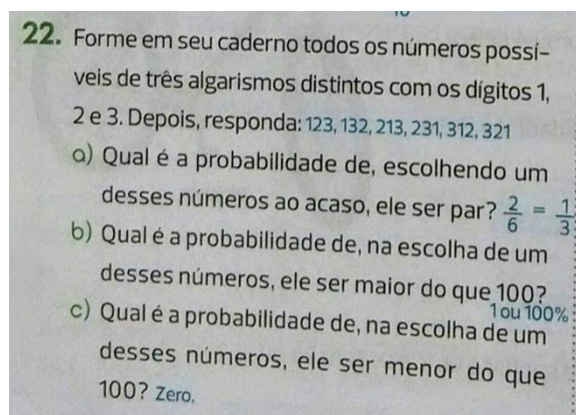 22. Forme em seu caderno todos os números possí-
veis de três algarismos distintos com os dígitos 1,
2 e 3. Depois, responda: 123, 132, 213, 231, 312, 321
a) Qual é a probabilidade de, escolhendo um
desses números ao acaso, ele ser par? 2/6 = 1/3
b) Qual é a probabilidade de, na escolha de um
desses números, ele ser maior do que 100?
1 ou 100%
c) Qual é a probabilidade de, na escolha de um
desses números, ele ser menor do que
100? Zero.